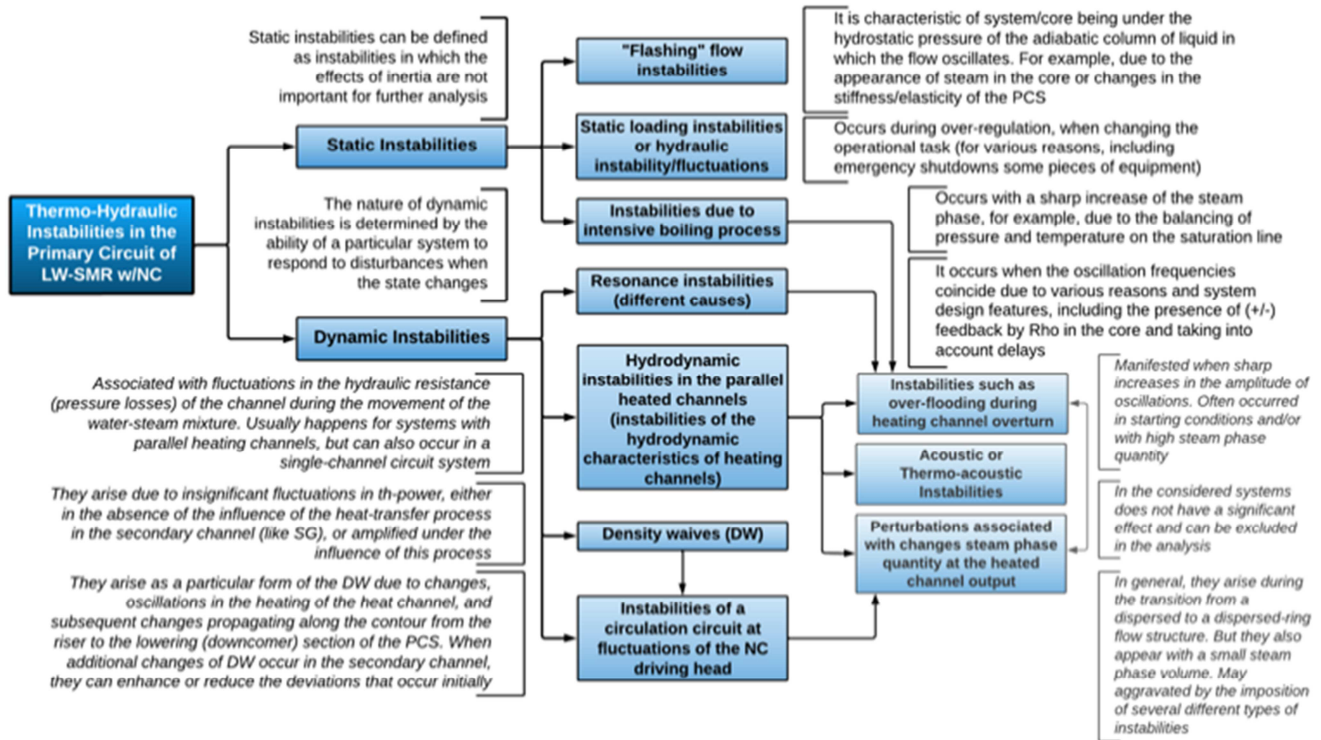 Thermo-Hydraulic
Instabilities in the
Primary Circuit of
LW-SMR w/NC
Static instabilities can be defined
as instabilities in which the
effects of inertia are not
important for further analysis
Static Instabilities
The nature of dynamic
instabilities is determined by the
ability of a particular system to
respond to disturbances when
the state changes
Dynamic Instabilities
Associated with fluctuations in the hydraulic resistance
(pressure losses) of the channel during the movement of the
water-steam mixture. Usually happens for systems with
parallel heating channels, but can also occur in a
single-channel circuit system
They arise due to insignificant fluctuations in th-power, either
in the absence of the influence of the heat-transfer process
in the secondary channel (like SG), or amplified under the
influence of this process
They arise as a particular form of the DW due to changes,
oscillations in the heating of the heat channel, and
subsequent changes propagating along the contour from the
riser to the lowering (downcomer) section of the PCS. When
additional changes of DW occur in the secondary channel,
they can enhance or reduce the deviations that occur initially
"Flashing" flow
instabilities
Static loading instabilities
or hydraulic
instability/fluctuations
Instabilities due to
intensive boiling process
Resonance instabilities
(different causes)
Hydrodynamic
instabilities in the parallel
heated channels
(instabilities of the
hydrodynamic
characteristics of heating
channels)
Density waives (DW)
Instabilities of a
circulation circuit at
fluctuations of the NC
driving head
It is characteristic of system/core being under the
hydrostatic pressure of the adiabatic column of liquid in
which the flow oscillates. For example, due to the
appearance of steam in the core or changes in the
stiffness/elasticity of the PCS
Occurs during over-regulation, when changing the
operational task (for various reasons, including
emergency shutdowns some pieces of equipment)
Occurs with a sharp increase of the steam
phase, for example, due to the balancing of
pressure and temperature on the saturation line
It occurs when the oscillation frequencies
coincide due to various reasons and system
design features, including the presence of (+/-)
feedback by Rho in the core and taking into
account delays
Instabilities such as
over-flooding during
heating channel overturn
Acoustic or
Thermo-acoustic
Instabilities
Perturbations associated
with changes steam phase
quantity at the heated
channel output
Manifested when sharp
increases in the amplitude of
oscillations. Often occurred
in starting conditions and/or
with high steam phase
quantity
In the considered systems
does not have a significant
effect and can be excluded
in the analysis
In general, they arise during
the transition from a
dispersed to a dispersed-ring
flow structure. But they also
appear with a small steam
phase volume. May
aggravated by the imposition
of several different types of
instabilities